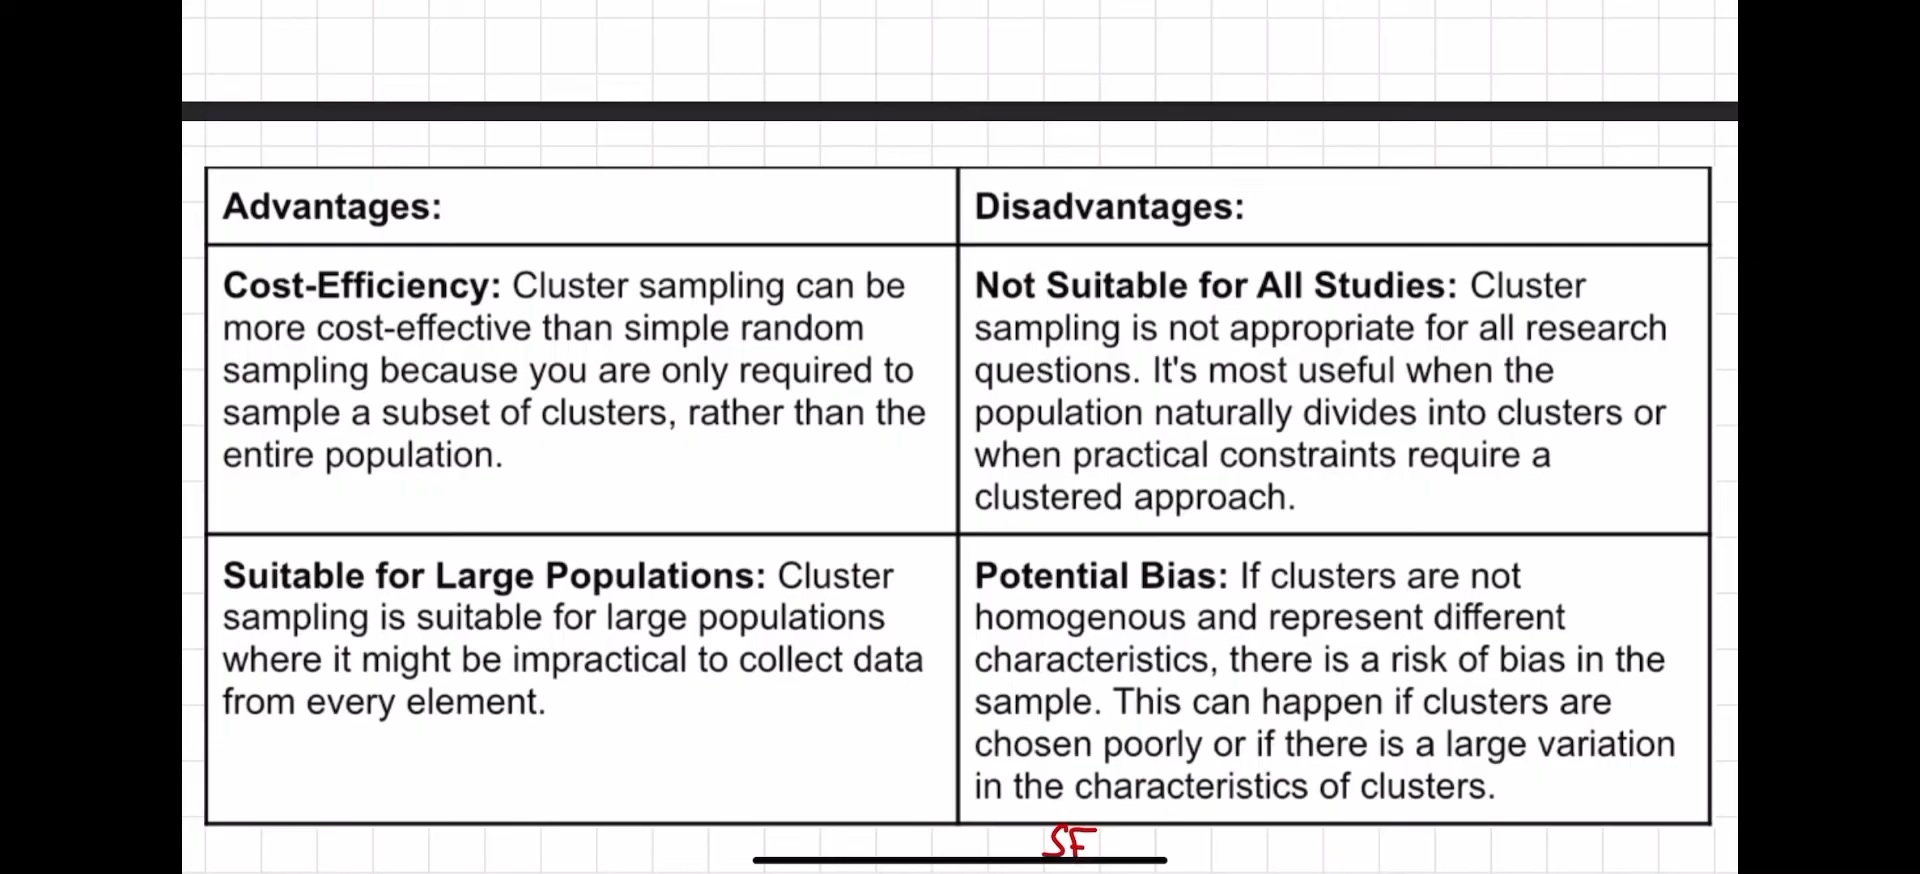 Advantages:
Disadvantages:
Cost-Efficiency: Cluster sampling can be
more cost-effective than simple random
sampling because you are only required to
sample a subset of clusters, rather than the
entire population.
Not Suitable for All Studies: Cluster
sampling is not appropriate for all research
questions. It's most useful when the
population naturally divides into clusters or
when practical constraints require a
clustered approach.
Suitable for Large Populations: Cluster
sampling is suitable for large populations
where it might be impractical to collect data
from every element.
Potential Bias: If clusters are not
homogenous and represent different
characteristics, there is a risk of bias in the
sample. This can happen if clusters are
chosen poorly or if there is a large variation
in the characteristics of clusters.
SF